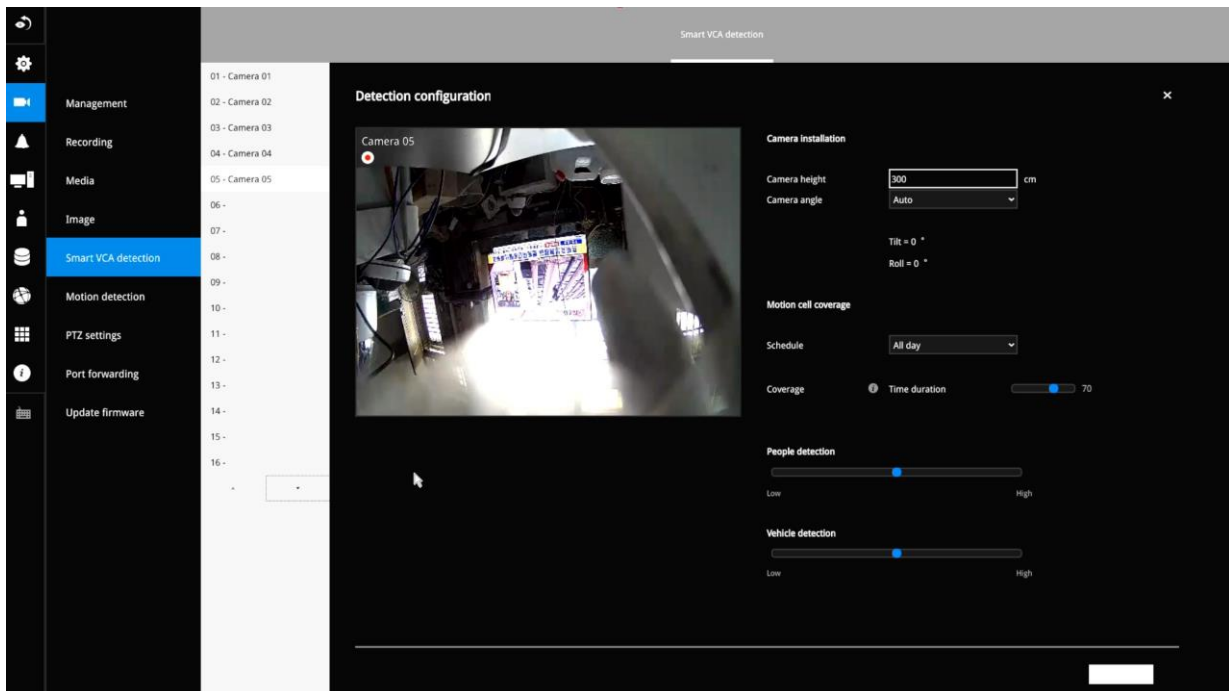 Smart VCA detection
Management
Recording
Media
Image
Smart VCA detection
Motion detection
PTZ settings
Port forwarding
Update firmware
01 - Camera 01
02 - Camera 02
03 - Camera 03
04 - Camera 04
05 - Camera 05
06 -
07 -
08 -
09 -
10 -
11 -
12 -
13 -
14 -
15 -
16 -
Detection configuration
Camera 05
Camera installation
Camera height 300 cm
Camera angle Auto
Tilt = 0 °
Roll = 0 °
Motion cell coverage
Schedule All day
Coverage Time duration 70
People detection
Low High
Vehicle detection
Low High